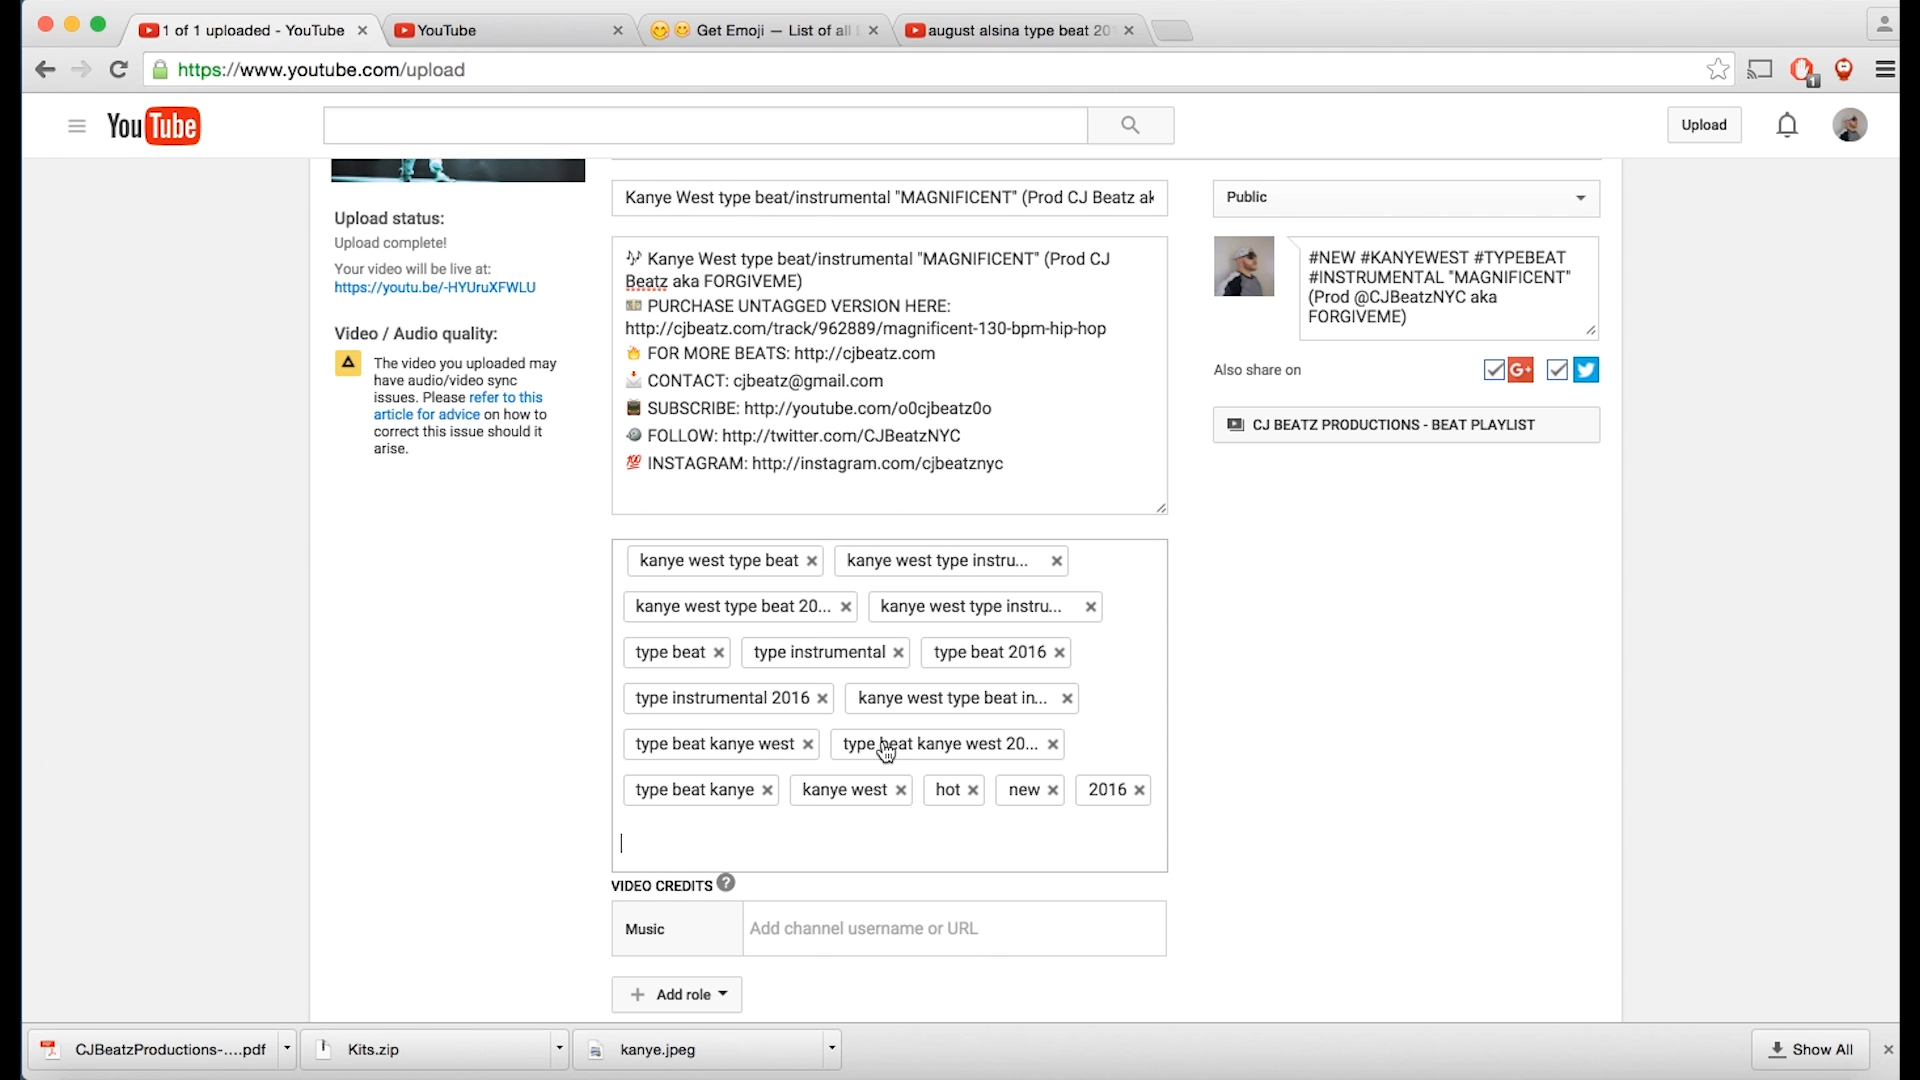 1 of 1 uploaded - YouTube
YouTube
Get Emoji — List of all
august alsina type beat 201
https://www.youtube.com/upload
YouTube
Upload
Kanye West type beat/instrumental "MAGNIFICENT" (Prod CJ Beatz ak
Public
Upload status:
Upload complete!
Your video will be live at:
https://youtu.be/-HYUruXFWLU
Video / Audio quality:
The video you uploaded may
have audio/video sync
issues. Please refer to this
article for advice on how to
correct this issue should it
arise.
🎶 Kanye West type beat/instrumental "MAGNIFICENT" (Prod CJ
Beatz aka FORGIVEME)
💵 PURCHASE UNTAGGED VERSION HERE:
http://cjbeatz.com/track/962889/magnificent-130-bpm-hip-hop
🔥 FOR MORE BEATS: http://cjbeatz.com
📩 CONTACT: cjbeatz@gmail.com
📺 SUBSCRIBE: http://youtube.com/o0cjbeatz0o
FOLLOW: http://twitter.com/CJBeatzNYC
💯 INSTAGRAM: http://instagram.com/cjbeatznyc
#NEW #KANYEWEST #TYPEBEAT
#INSTRUMENTAL "MAGNIFICENT"
(Prod @CJBeatzNYC aka
FORGIVEME)
Also share on
G+
CJ BEATZ PRODUCTIONS - BEAT PLAYLIST
kanye west type beat kanye west type instru...
kanye west type beat 20... kanye west type instru...
type beat type instrumental type beat 2016
type instrumental 2016 kanye west type beat in...
type beat kanye west type beat kanye west 20...
type beat kanye kanye west hot new 2016
VIDEO CREDITS ?
Music Add channel username or URL
+ Add role
CJBeatzProductions-....pdf
Kits.zip
kanye.jpeg
Show All